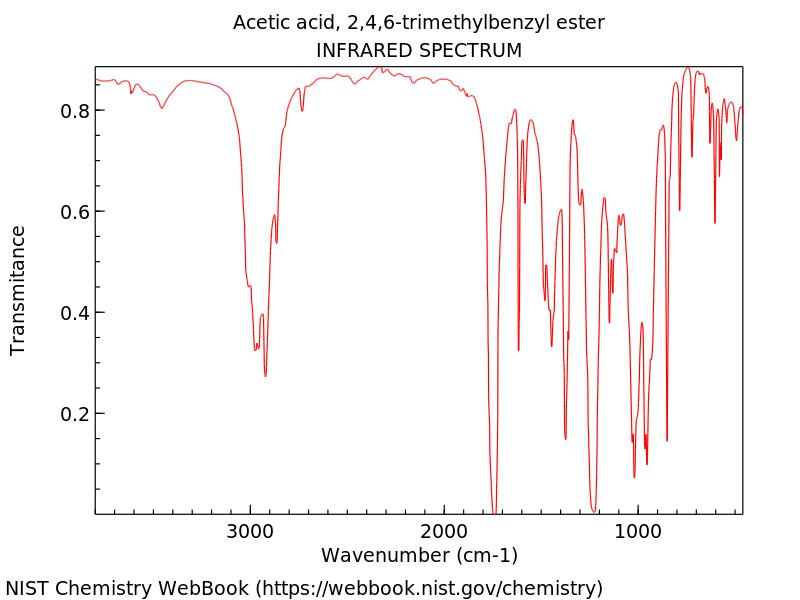 Acetic acid, 2,4,6-trimethylbenzyl ester
INFRARED SPECTRUM
0.8
0.6
0.4
0.2
Transmitance
3000 2000 1000
Wavenumber (cm-1)
NIST Chemistry WebBook (https://webbook.nist.gov/chemistry)